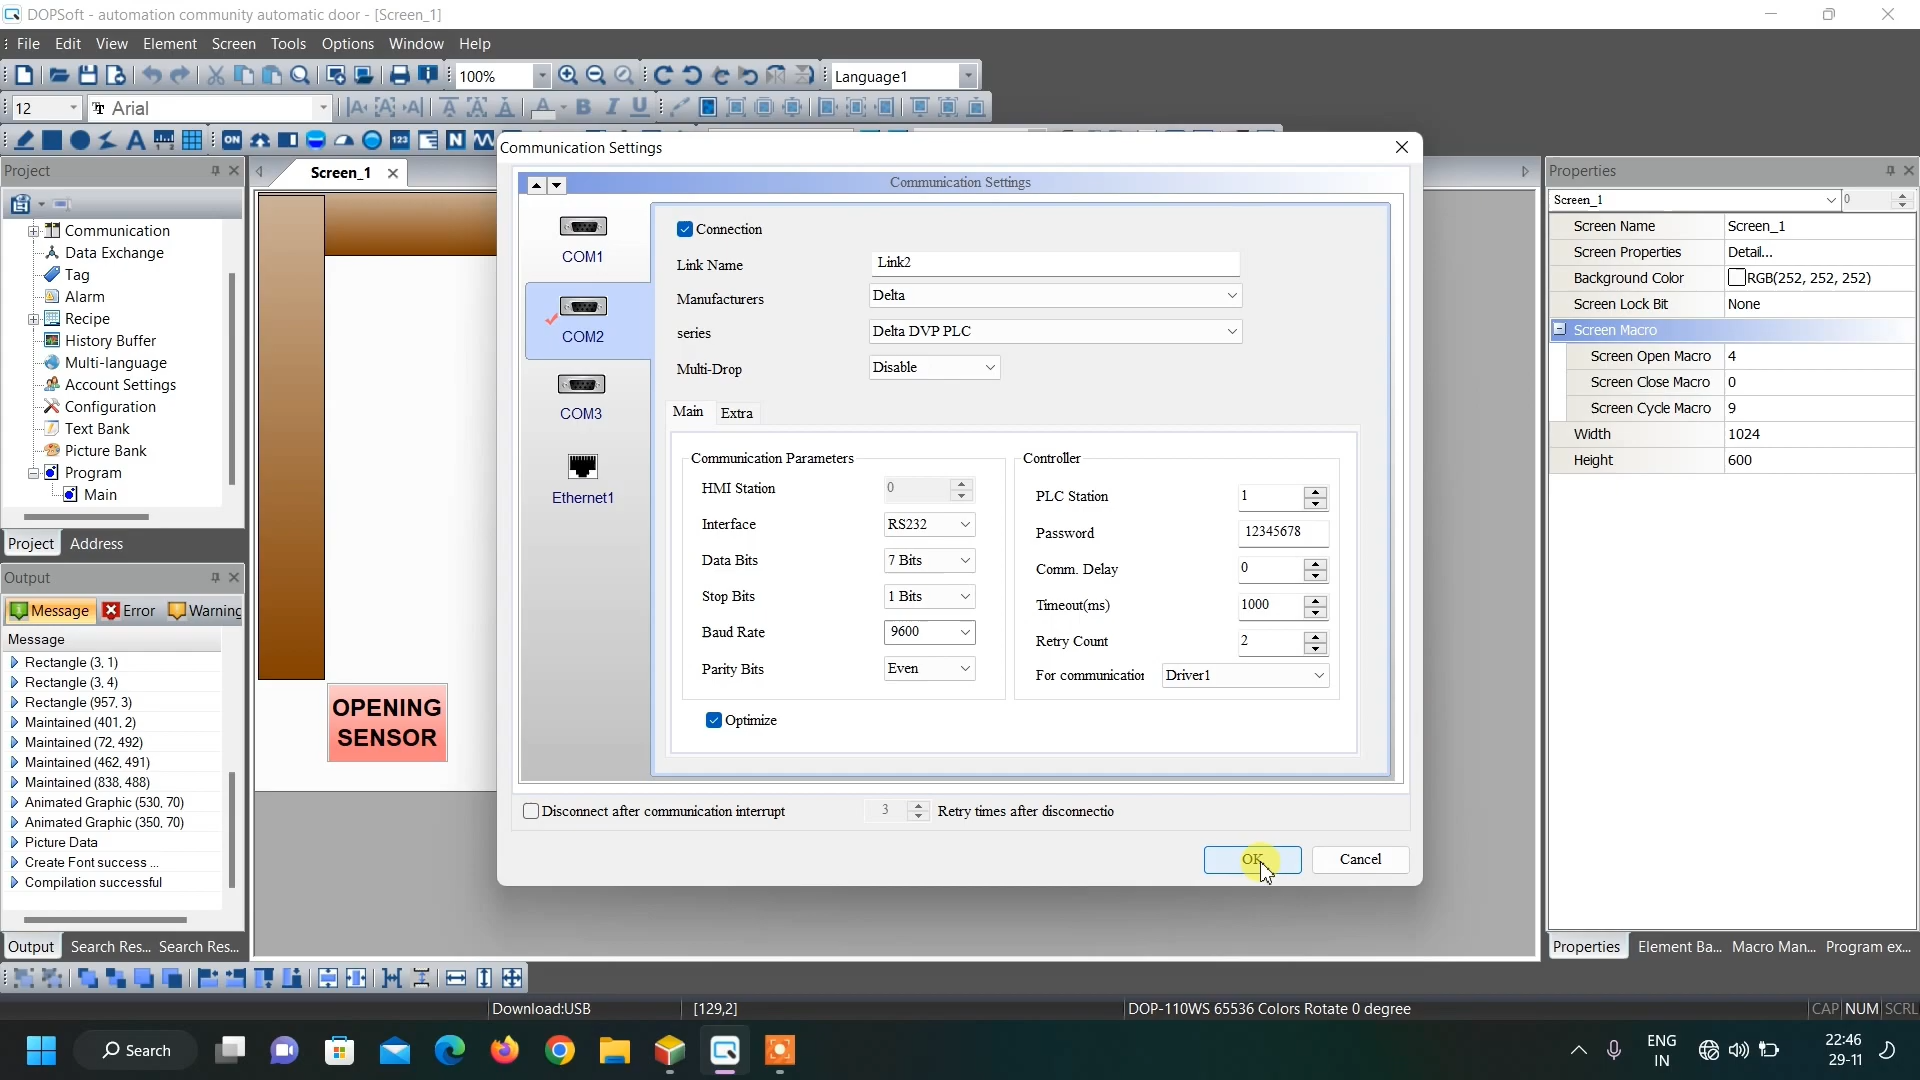 DOPSoft - automation community automatic door - [Screen_1]
File Edit View Element Screen Tools Options Window Help
100% Language1
12 Arial
ON 123 N
Project
Screen_1
Communication Settings
Properties
Communication Settings
Screen_1 0
Communication
Data Exchange
Tag
Alarm
Recipe
History Buffer
Multi-language
Account Settings
Configuration
Text Bank
Picture Bank
Program
Main
Project Address
COM1
COM2
COM3
Ethernet1
Connection
Link Name Link2
Manufacturers Delta
series Delta DVP PLC
Multi-Drop Disable
Main Extra
Communication Parameters
HMI Station 0
Interface RS232
Data Bits 7 Bits
Stop Bits 1 Bits
Baud Rate 9600
Parity Bits Even
Controller
PLC Station 1
Password 12345678
Comm. Delay 0
Timeout(ms) 1000
Retry Count 2
For communication Driver1
Optimize
Disconnect after communication interrupt 3 Retry times after disconnectio
OK Cancel
Screen Name Screen_1
Screen Properties Detail...
Background Color RGB(252, 252, 252)
Screen Lock Bit None
Screen Macro
Screen Open Macro 4
Screen Close Macro 0
Screen Cycle Macro 9
Width 1024
Height 600
Output
Message Error Warning
Message
Rectangle (3, 1)
Rectangle (3, 4)
Rectangle (957, 3)
Maintained (401, 2)
Maintained (72, 492)
Maintained (462, 491)
Maintained (838, 488)
Animated Graphic (530, 70)
Animated Graphic (350, 70)
Picture Data
Create Font success ...
Compilation successful
OPENING
SENSOR
Output Search Res... Search Res...
Properties Element Ba... Macro Man... Program ex...
Download:USB [129,2] DOP-110WS 65536 Colors Rotate 0 degree CAP NUM SCRL
Search
ENG
IN
22:46
29-11